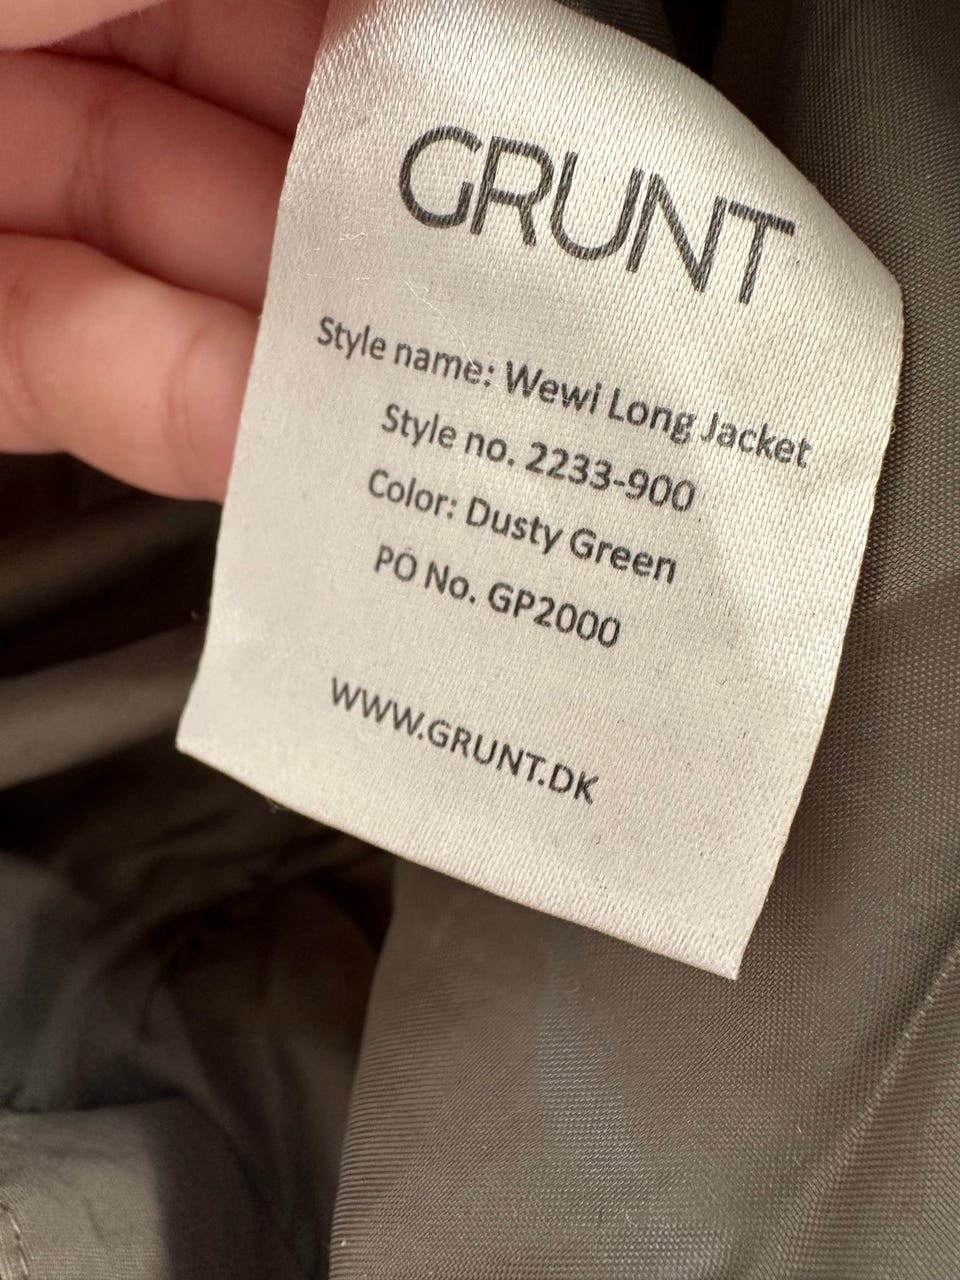 GRUNT
Style name: Wewi Long Jacket
Style no. 2233-900
Color: Dusty Green
PO No. GP2000
WWW.GRUNT.DK